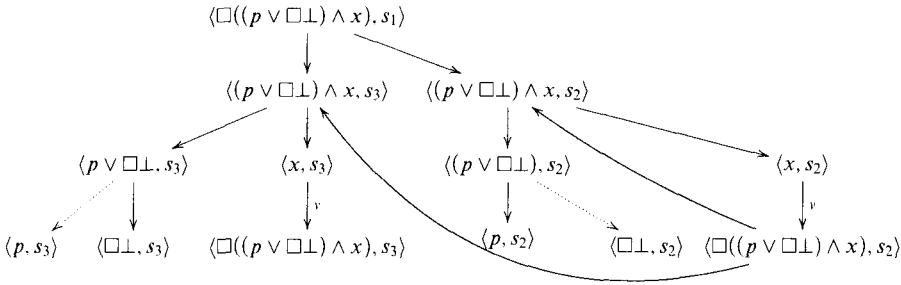 ⟨□((p ∨ □⊥) ∧ x), s₁⟩
⟨(p ∨ □⊥) ∧ x, s₃⟩ ⟨(p ∨ □⊥) ∧ x, s₂⟩
⟨p ∨ □⊥, s₃⟩ ⟨x, s₃⟩ ⟨(p ∨ □⊥), s₂⟩ ⟨x, s₂⟩
ν ν
⟨p, s₃⟩ ⟨□⊥, s₃⟩ ⟨□((p ∨ □⊥) ∧ x), s₃⟩ ⟨p, s₂⟩ ⟨□⊥, s₂⟩ ⟨□((p ∨ □⊥) ∧ x), s₂⟩